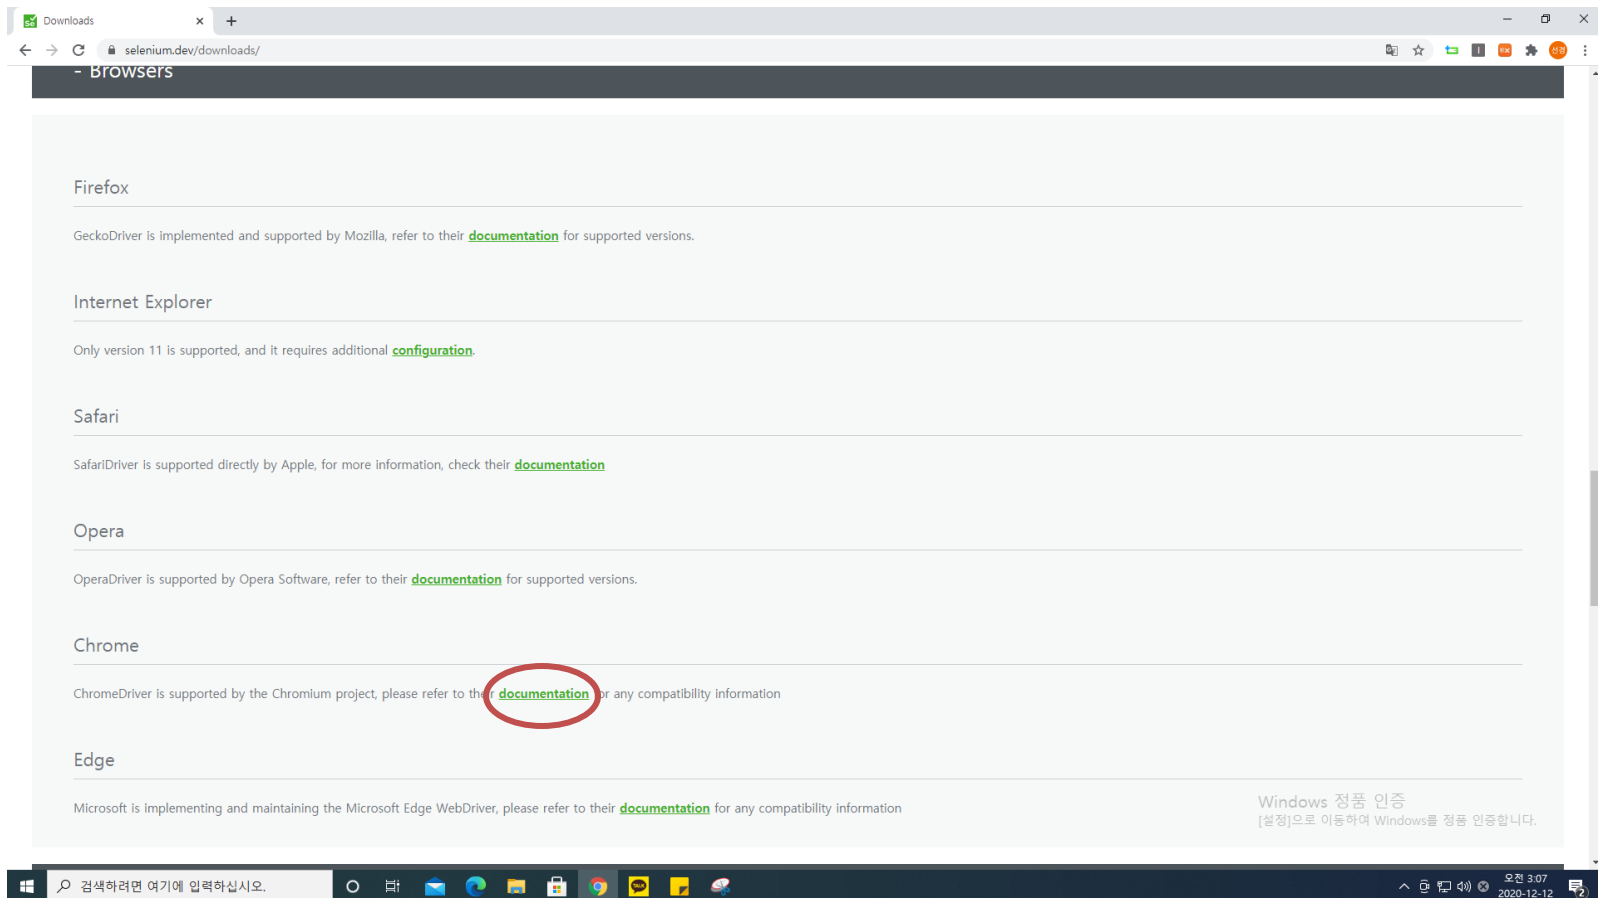 Downloads
selenium.dev/downloads/
- Browsers
Firefox
GeckoDriver is implemented and supported by Mozilla, refer to their documentation for supported versions.
Internet Explorer
Only version 11 is supported, and it requires additional configuration.
Safari
SafariDriver is supported directly by Apple, for more information, check their documentation
Opera
OperaDriver is supported by Opera Software, refer to their documentation for supported versions.
Chrome
ChromeDriver is supported by the Chromium project, please refer to their documentation for any compatibility information
Edge
Microsoft is implementing and maintaining the Microsoft Edge WebDriver, please refer to their documentation for any compatibility information
Windows 정품 인증
[설정]으로 이동하여 Windows를 정품 인증합니다.
검색하려면 여기에 입력하십시오.
오전 3:07
2020-12-12